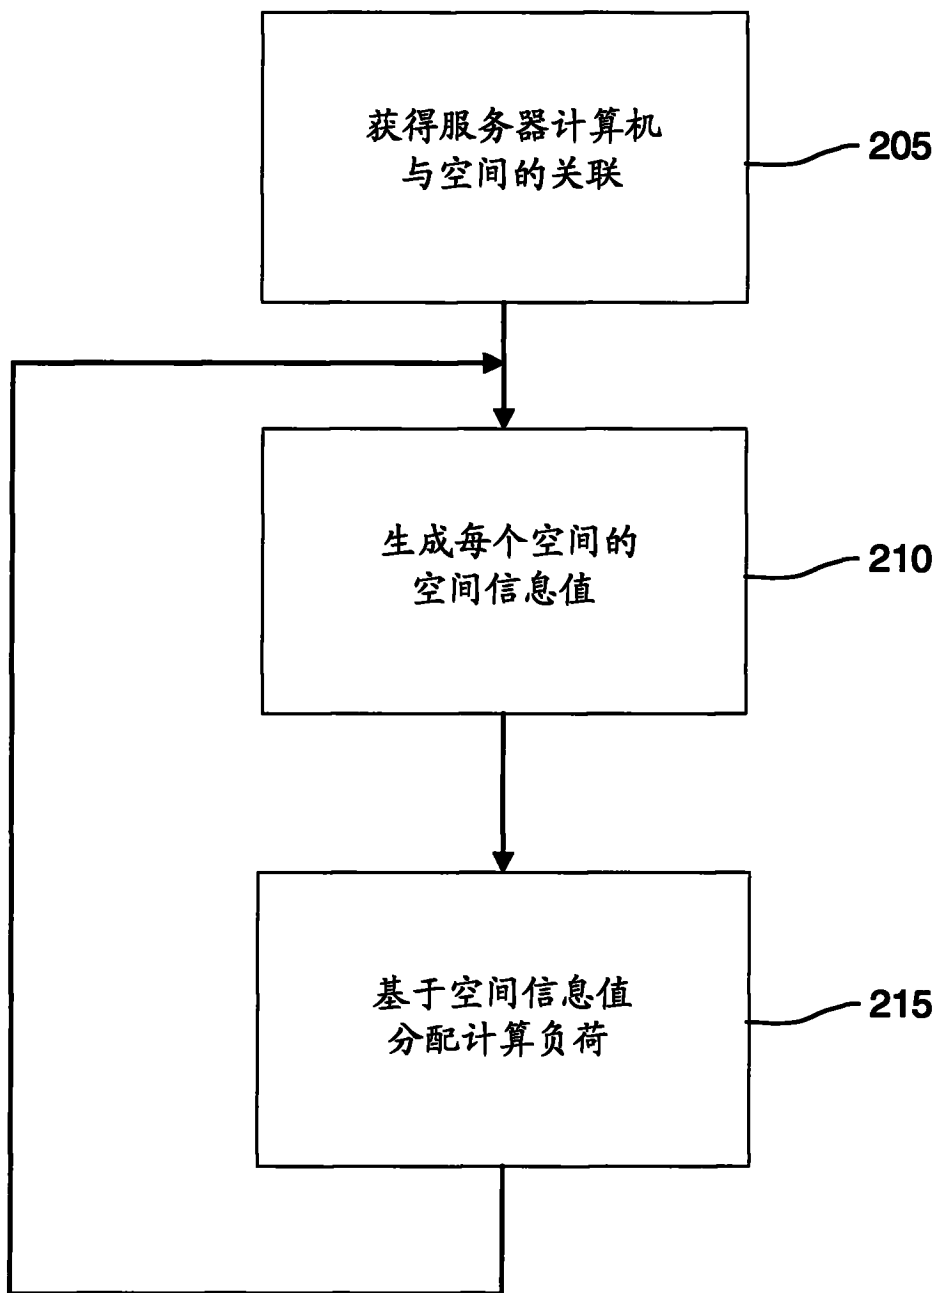 获得服务器计算机
与空间的关联
205
生成每个空间的
空间信息值
210
基于空间信息值
分配计算负荷
215